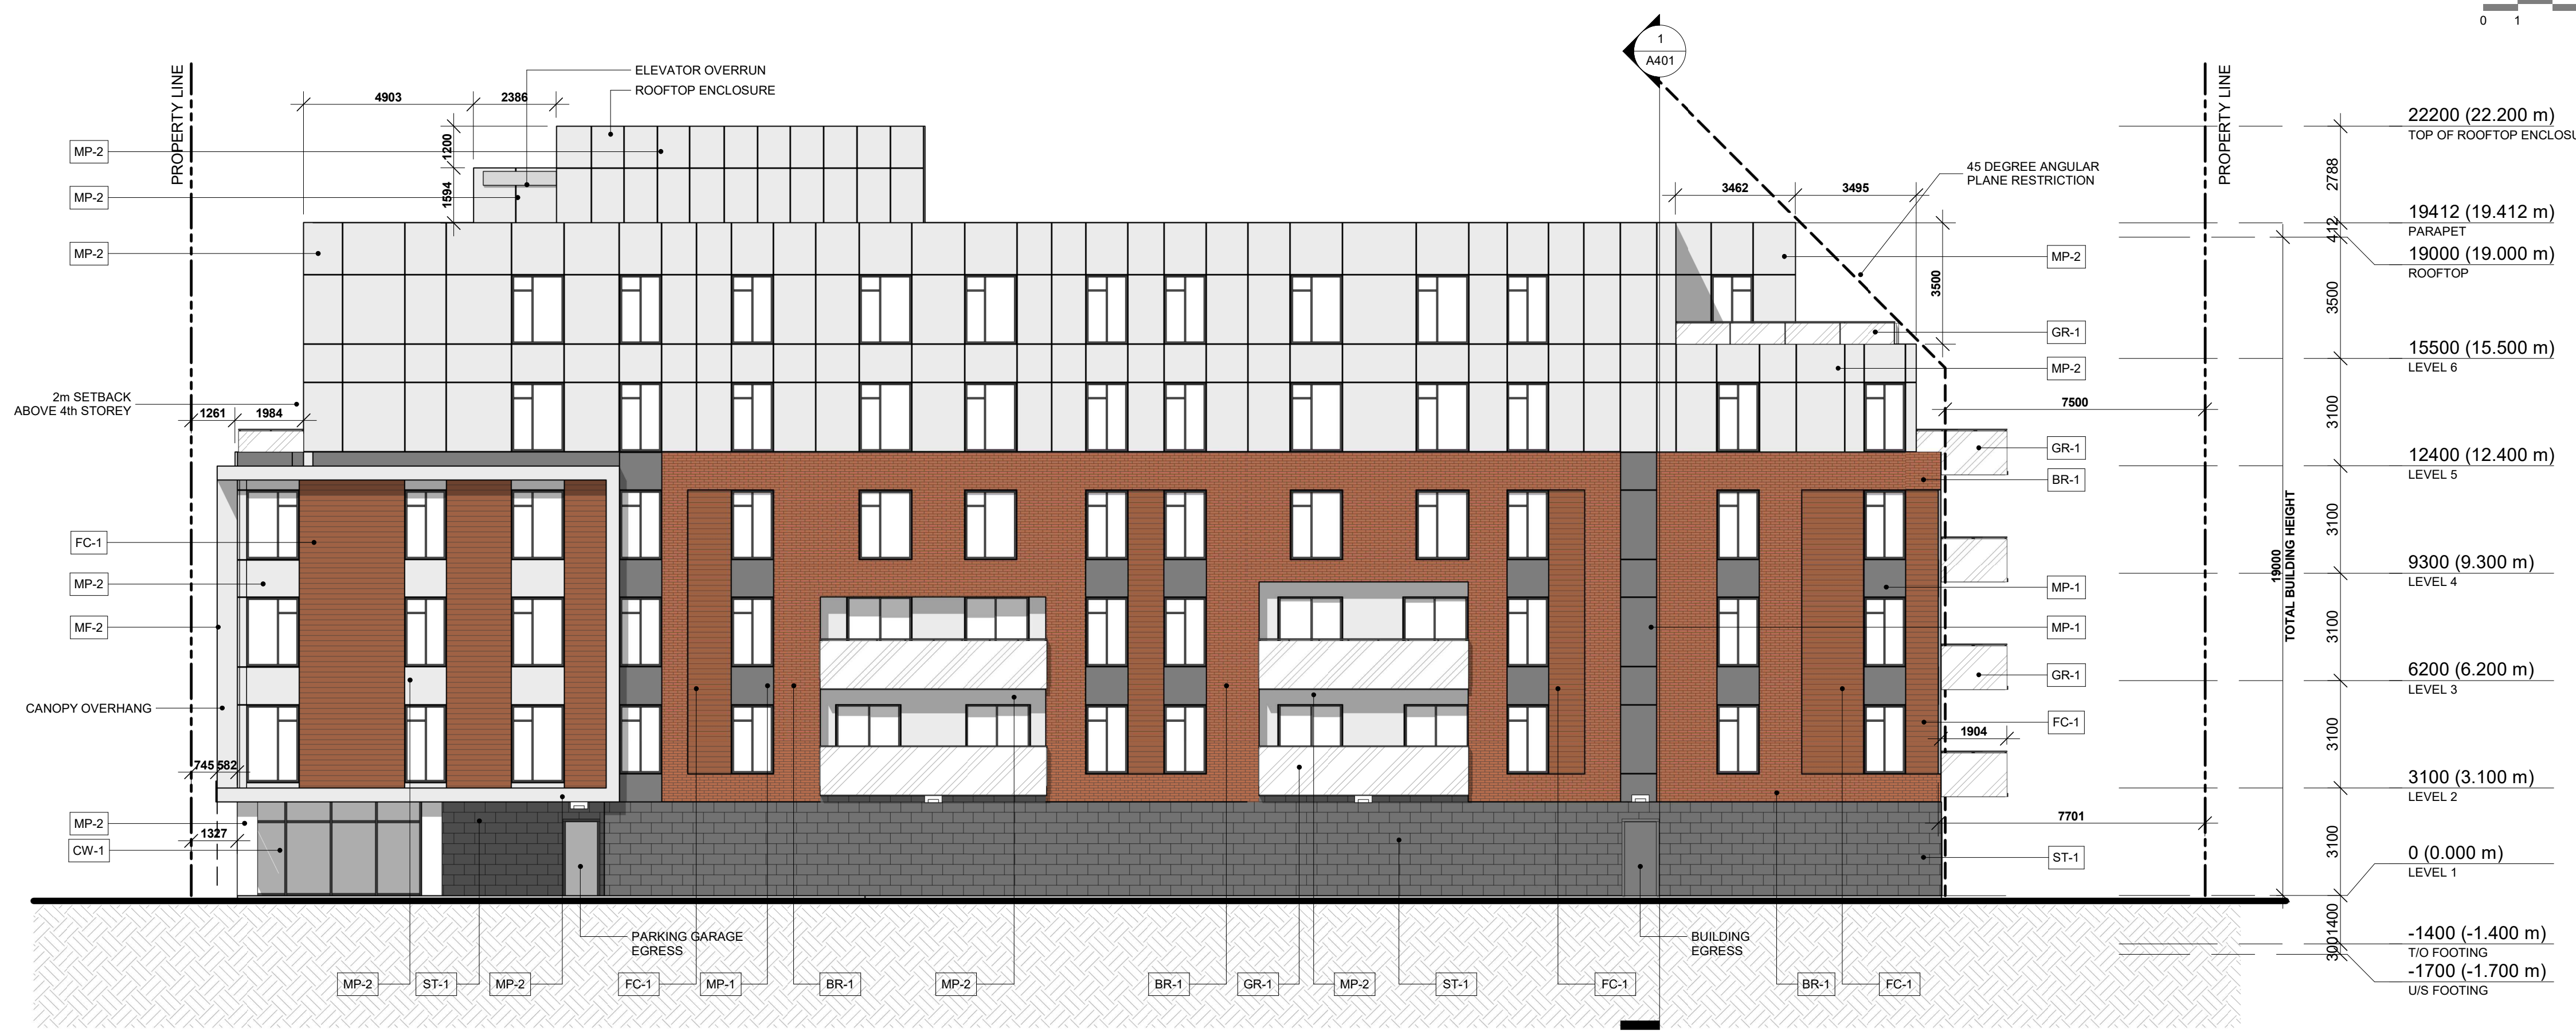 0 1
1
A401
PROPERTY LINE
PROPERTY LINE
ELEVATOR OVERRUN
ROOFTOP ENCLOSURE
4903
2386
1200
1594
MP-2
MP-2
MP-2
45 DEGREE ANGULAR
PLANE RESTRICTION
3462
3495
3500
MP-2
GR-1
MP-2
7500
2m SETBACK
ABOVE 4th STOREY
1261
1984
GR-1
BR-1
FC-1
MP-2
MF-2
MP-1
MP-1
GR-1
CANOPY OVERHANG
FC-1
1904
745
582
MP-2
1327
CW-1
7701
ST-1
22200 (22.200 m)
TOP OF ROOFTOP ENCLOSU
2788
19412 (19.412 m)
PARAPET
412
19000 (19.000 m)
ROOFTOP
3500
15500 (15.500 m)
LEVEL 6
3100
12400 (12.400 m)
LEVEL 5
3100
19000
TOTAL BUILDING HEIGHT
9300 (9.300 m)
LEVEL 4
3100
6200 (6.200 m)
LEVEL 3
3100
3100 (3.100 m)
LEVEL 2
3100
0 (0.000 m)
LEVEL 1
1400
-1400 (-1.400 m)
T/O FOOTING
300
-1700 (-1.700 m)
U/S FOOTING
PARKING GARAGE
EGRESS
BUILDING
EGRESS
MP-2
ST-1
MP-2
FC-1
MP-1
BR-1
MP-2
BR-1
GR-1
MP-2
ST-1
FC-1
BR-1
FC-1